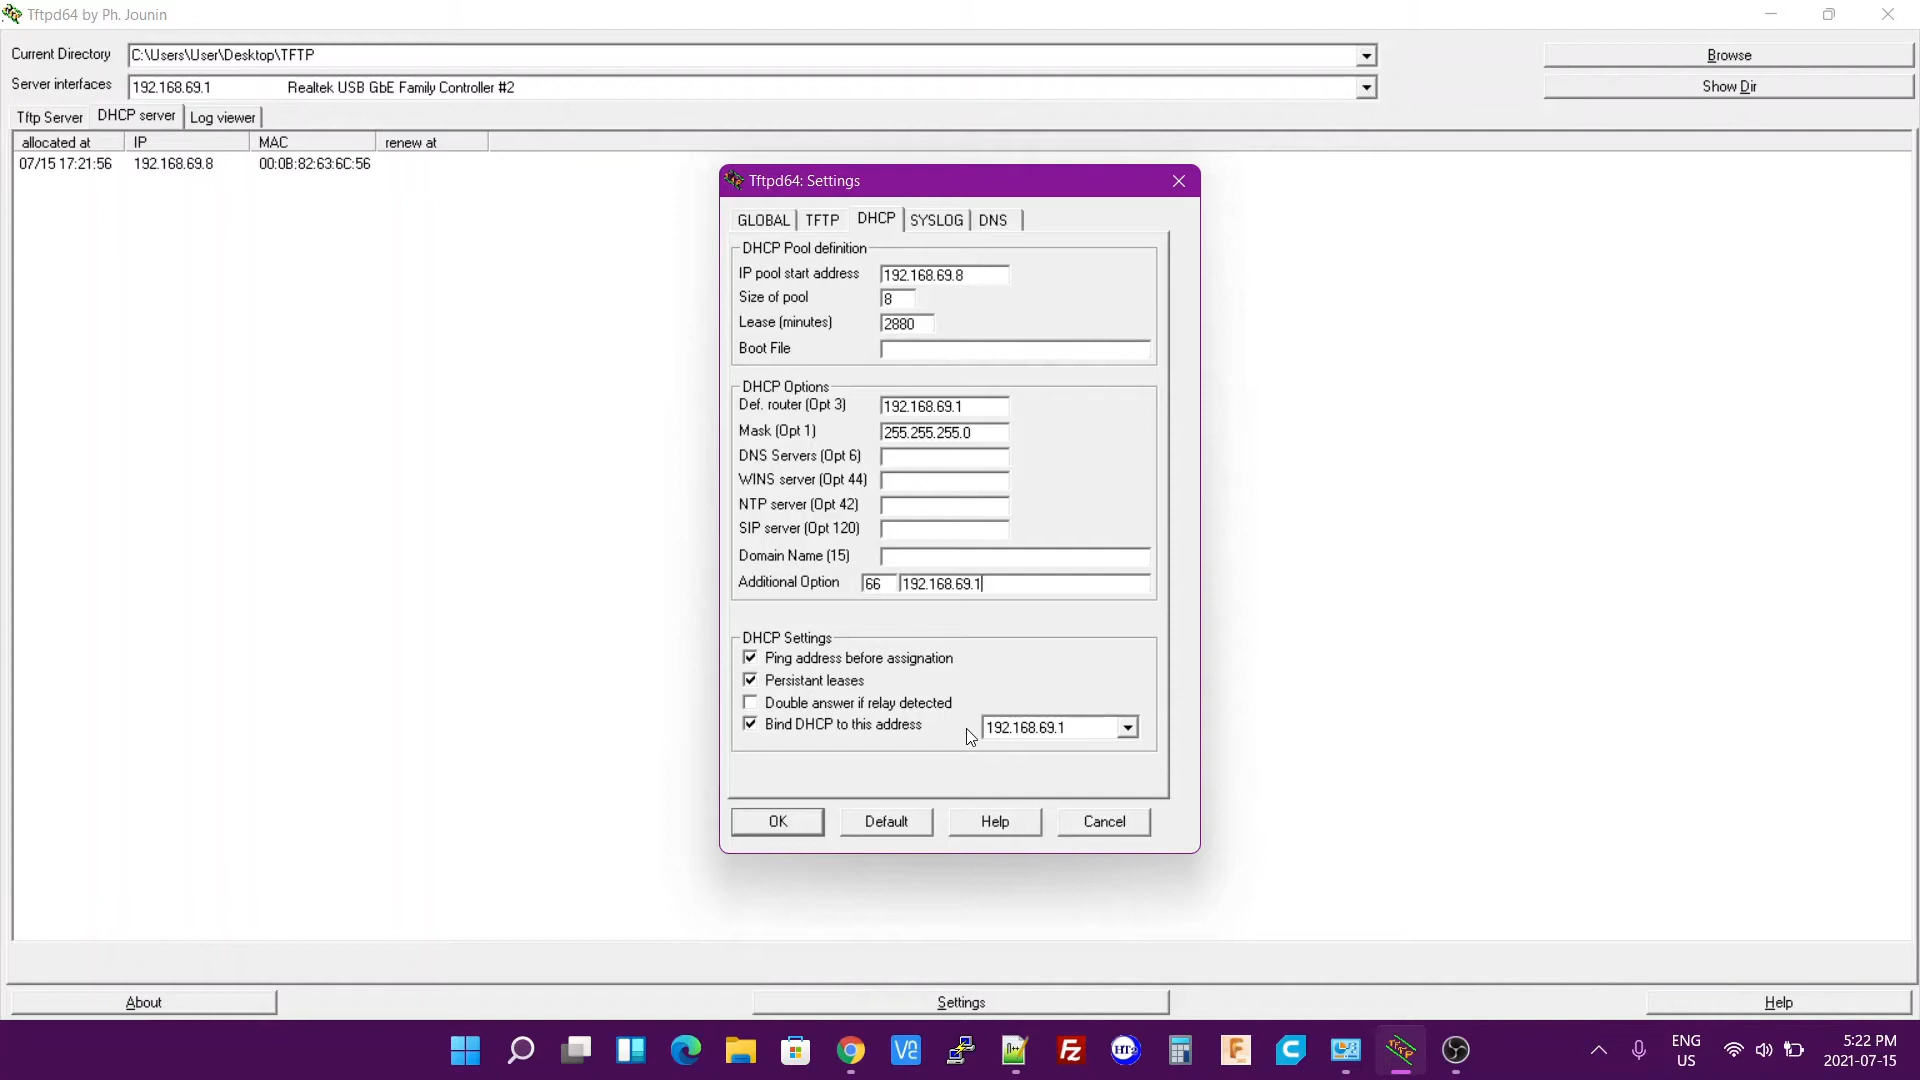 Tftpd64 by Ph. Jounin
Current Directory C:\Users\User\Desktop\TFTP Browse
Server interfaces 192.168.69.1 Realtek USB GbE Family Controller #2 Show Dir
Tftp Server DHCP server Log viewer
allocated at IP MAC renew at
07/15 17:21:56 192.168.69.8 00:0B:82:63:6C:56
Tftpd64: Settings
GLOBAL TFTP DHCP SYSLOG DNS
DHCP Pool definition
IP pool start address 192.168.69.8
Size of pool 8
Lease (minutes) 2880
Boot File
DHCP Options
Def. router (Opt 3) 192.168.69.1
Mask (Opt 1) 255.255.255.0
DNS Servers (Opt 6)
WINS server (Opt 44)
NTP server (Opt 42)
SIP server (Opt 120)
Domain Name (15)
Additional Option 66 192.168.69.1
DHCP Settings
Ping address before assignation
Persistant leases
Double answer if relay detected
Bind DHCP to this address 192.168.69.1
OK Default Help Cancel
About Settings Help
ENG
US
5:22 PM
2021-07-15